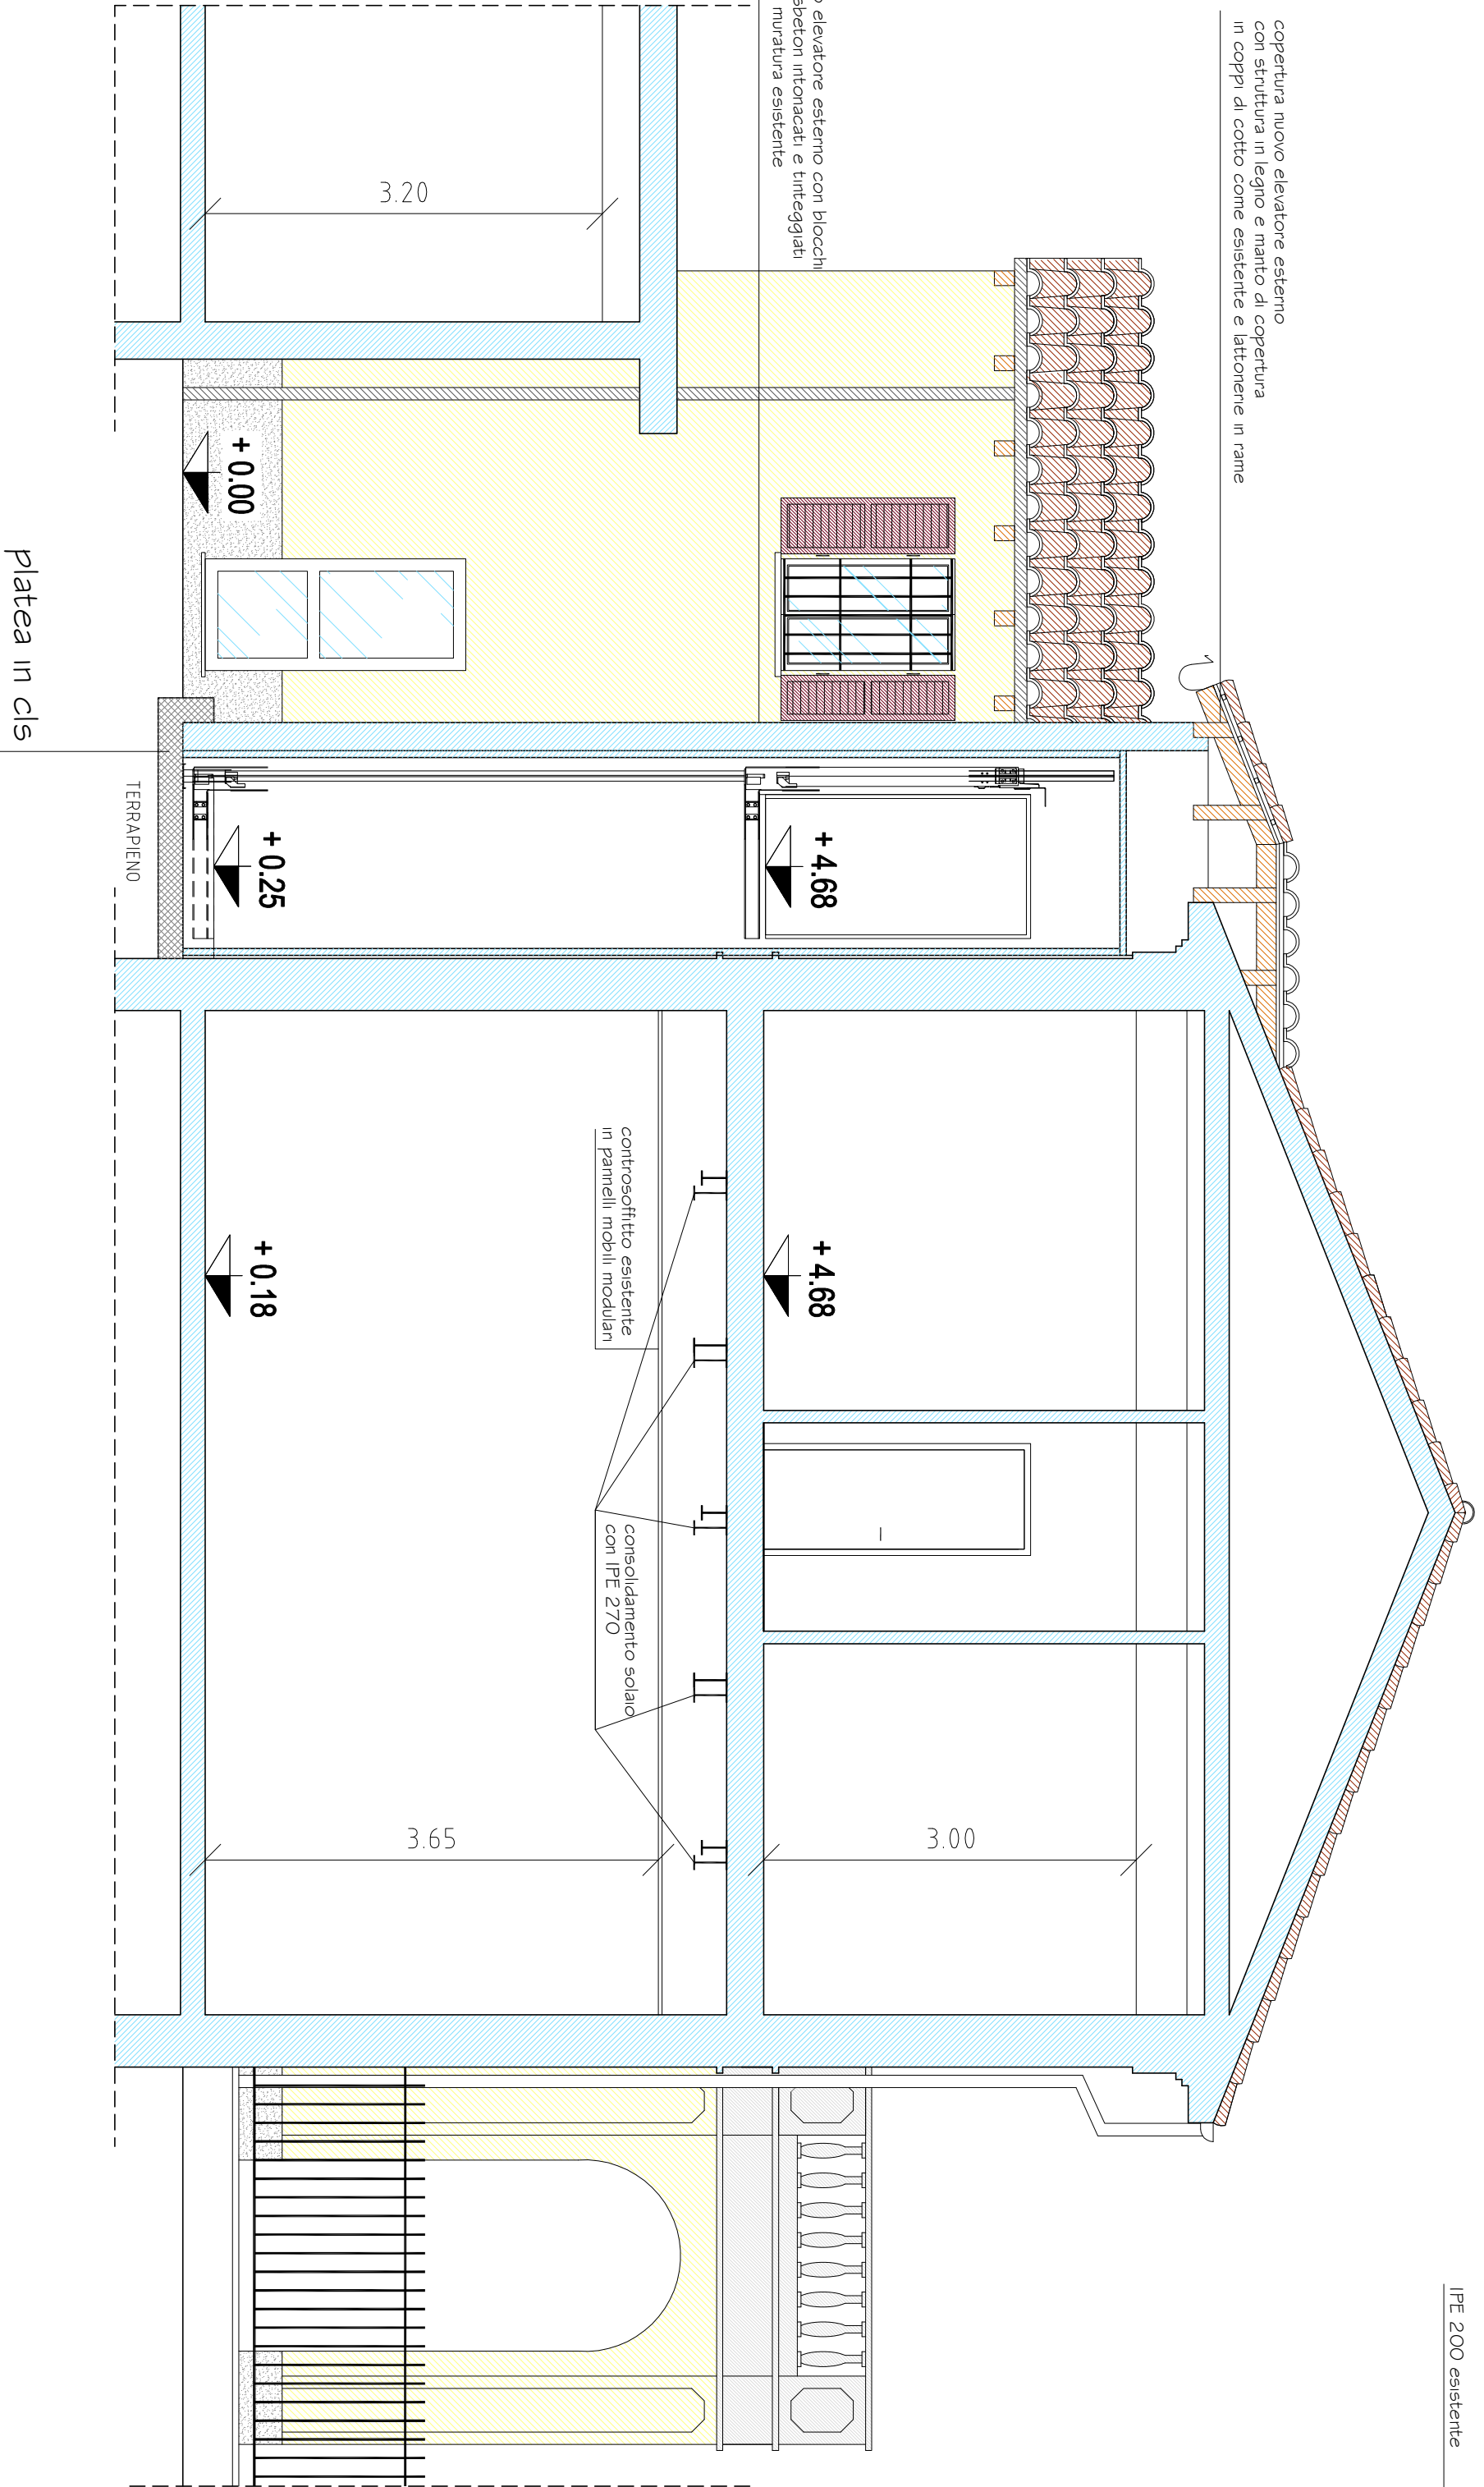 copertura nuovo elevatore esterno
con struttura in legno e manto di copertura
in coppi di cotto come esistente e lattonerie in rame
elevatore esterno con blocchi
intonacati e tinteggiati
muratura esistente
IPE 200 esistente
3.20
+ 0.00
platea in cls
TERRAPIENO
+ 0.25
+ 4.68
+ 4.68
+ 0.18
controsoffitto esistente
in pannelli mobili modulari
consolidamento solaio
con IPE 270
3.65
3.00